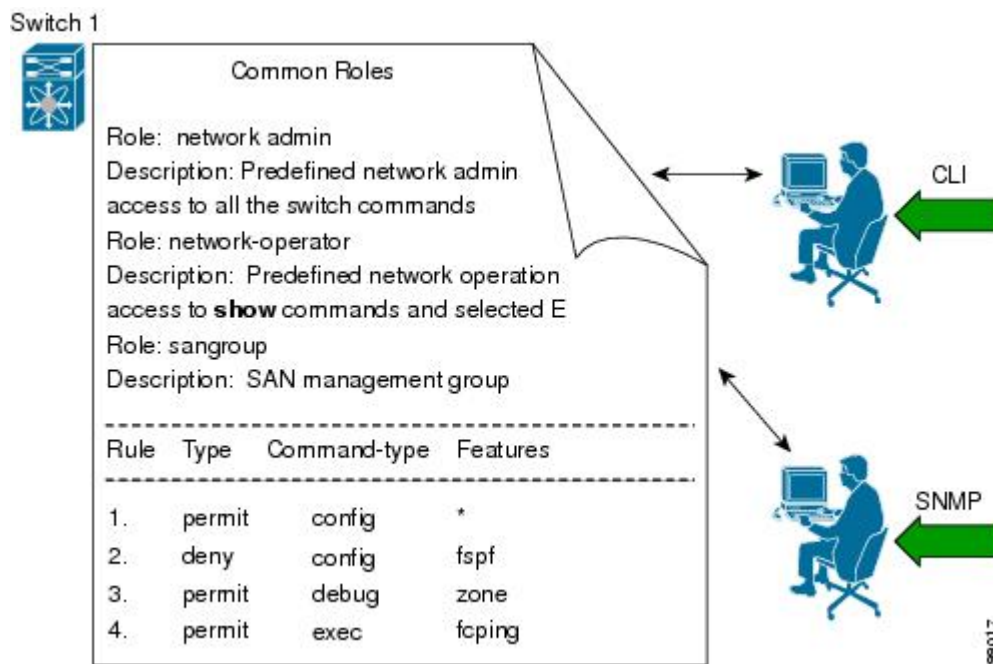 Switch 1
Common Roles
Role: network admin
Description: Predefined network admin
access to all the switch commands
Role: network-operator
Description: Predefined network operation
access to show commands and selected E
Role: sangroup
Description: SAN management group
Rule Type Command-type Features
1. permit config *
2. deny config fspf
3. permit debug zone
4. permit exec fcping
CLI
SNMP